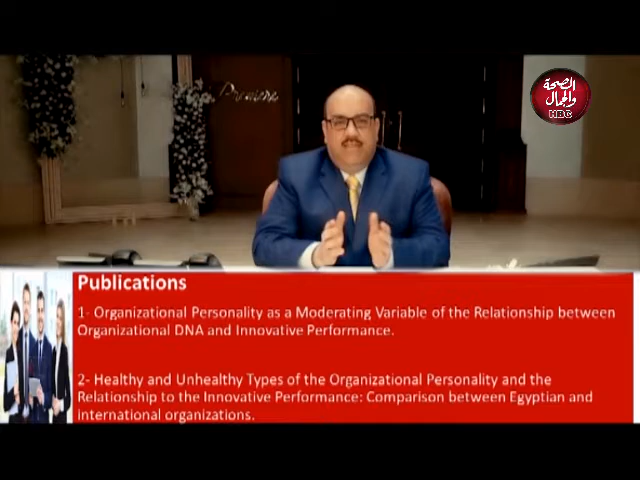 Premiere
الصحة
والجمال
HBC
Publications
1- Organizational Personality as a Moderating Variable of the Relationship between
Organizational DNA and Innovative Performance.
2- Healthy and Unhealthy Types of the Organizational Personality and the
Relationship to the Innovative Performance: Comparison between Egyptian and
international organizations.